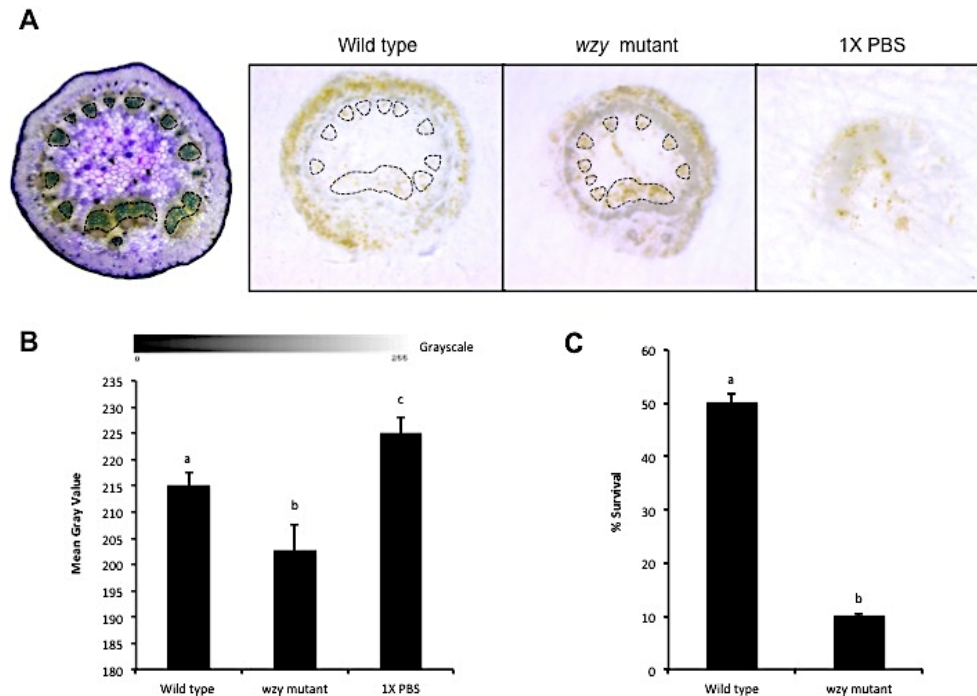 A
Wild type
wzy mutant
1X PBS
B
0
255
Grayscale
Mean Gray Value
235
230
225
220
215
210
205
200
195
190
185
180
a
b
c
Wild type
wzy mutant
1X PBS
C
% Survival
60
50
40
30
20
10
0
a
b
Wild type
wzy mutant